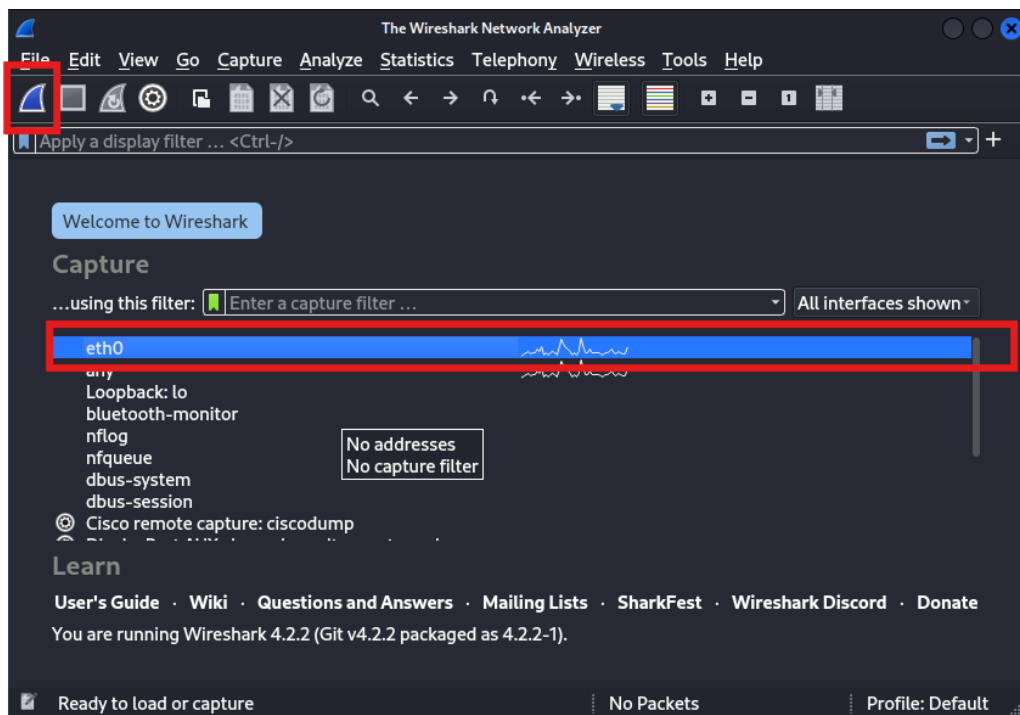 The Wireshark Network Analyzer
File Edit View Go Capture Analyze Statistics Telephony Wireless Tools Help
Apply a display filter … <Ctrl-/>
Welcome to Wireshark
Capture
…using this filter: Enter a capture filter … All interfaces shown
eth0
any
Loopback: lo
bluetooth-monitor
nflog
nfqueue
dbus-system
dbus-session
No addresses
No capture filter
Cisco remote capture: ciscodump
Learn
User's Guide · Wiki · Questions and Answers · Mailing Lists · SharkFest · Wireshark Discord · Donate
You are running Wireshark 4.2.2 (Git v4.2.2 packaged as 4.2.2-1).
Ready to load or capture No Packets Profile: Default